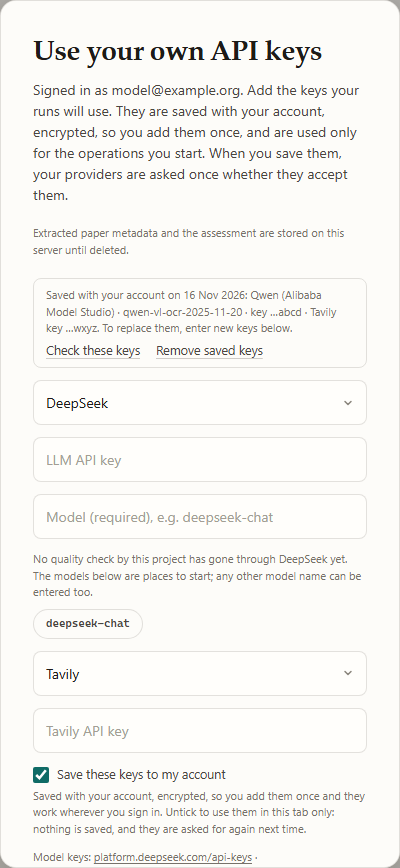 Use your own API keys
Signed in as model@example.org. Add the keys your
runs will use. They are saved with your account,
encrypted, so you add them once, and are used only
for the operations you start. When you save them,
your providers are asked once whether they accept
them.
Extracted paper metadata and the assessment are stored on this
server until deleted.
Saved with your account on 16 Nov 2026: Qwen (Alibaba
Model Studio) · qwen-vl-ocr-2025-11-20 · key ...abcd · Tavily
key ...wxyz. To replace them, enter new keys below.
Check these keys Remove saved keys
DeepSeek
LLM API key
Model (required), e.g. deepseek-chat
No quality check by this project has gone through DeepSeek yet.
The models below are places to start; any other model name can be
entered too.
deepseek-chat
Tavily
Tavily API key
Save these keys to my account
Saved with your account, encrypted, so you add them once and they
work wherever you sign in. Untick to use them in this tab only:
nothing is saved, and they are asked for again next time.
Model keys: platform.deepseek.com/api-keys ·